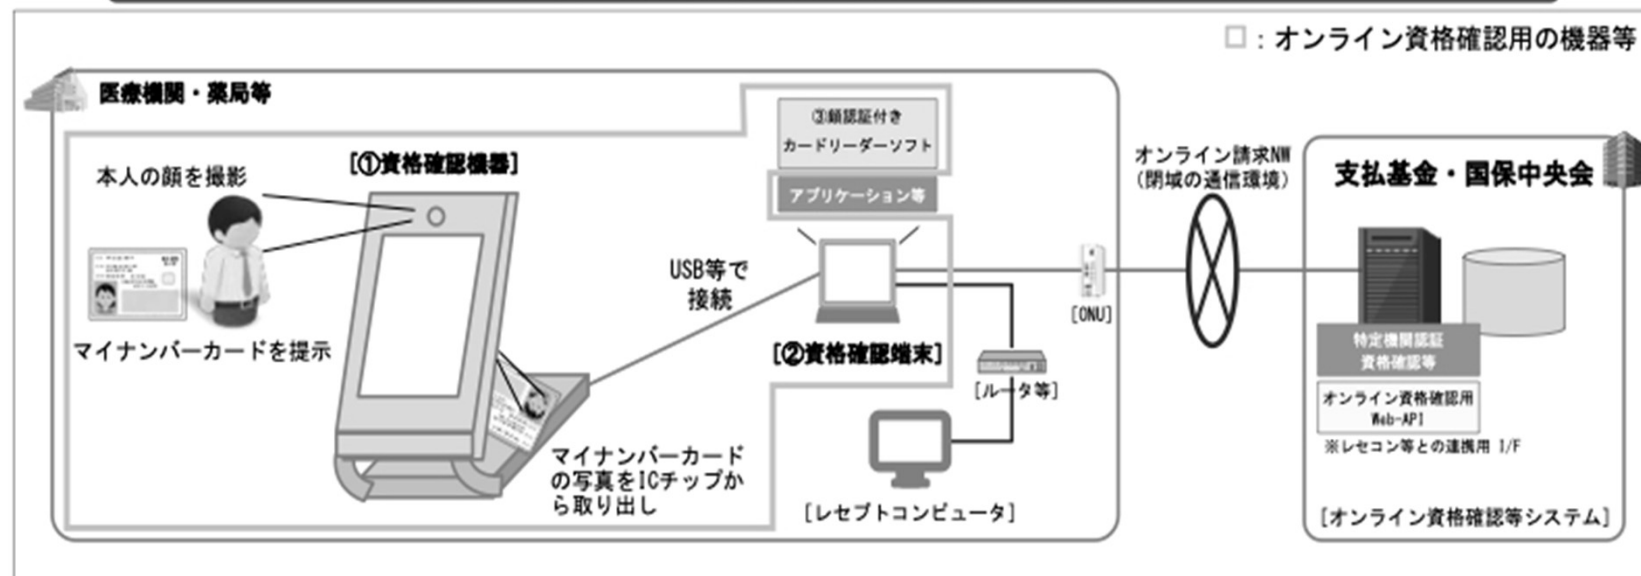 □：オンライン資格確認用の機器等
医療機関・薬局等
本人の顔を撮影
[①資格確認機器]
③顔認証付き
カードリーダーソフト
アプリケーション等
マイナンバーカードを提示
USB等で
接続
[②資格確認端末]
マイナンバーカード
の写真をICチップか
ら取り出し
[ルータ等]
[レセプトコンピュータ]
[ONU]
オンライン請求NW
(閉域の通信環境)
支払基金・国保中央会
特定機関認証
資格確認等
オンライン資格確認用
Web-API
※レセコン等との連携用 I/F
[オンライン資格確認等システム]